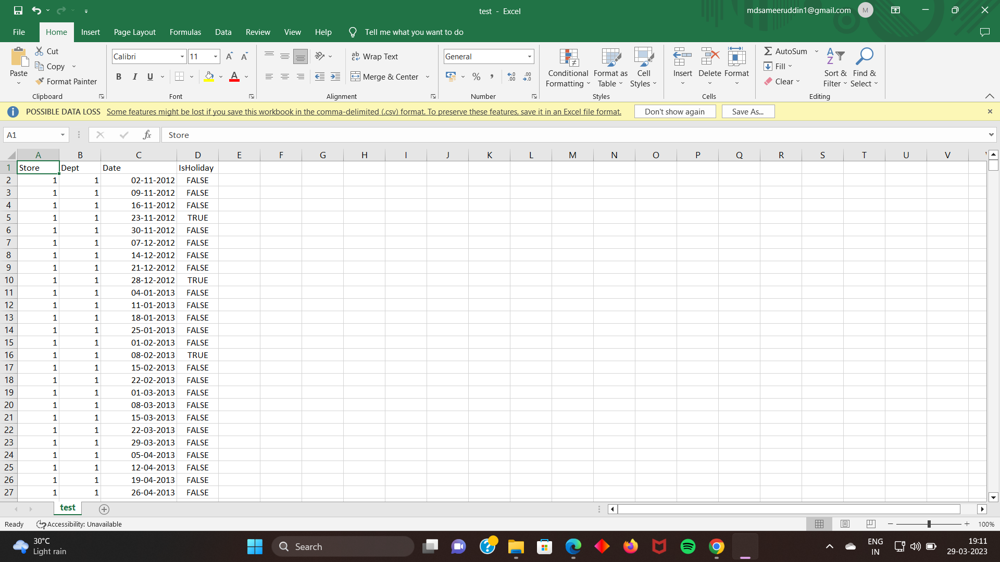 test - Excel
mdsameeruddin1@gmail.com M
File Home Insert Page Layout Formulas Data Review View Help Tell me what you want to do
Paste Cut Copy Format Painter Clipboard
Calibri 11 B I U A Font
Wrap Text Merge & Center Alignment
General % , Number
Conditional Formatting Format as Table Cell Styles Styles
Insert Delete Format Cells
AutoSum Fill Clear Sort & Filter Find & Select Editing
POSSIBLE DATA LOSS Some features might be lost if you save this workbook in the comma-delimited (.csv) format. To preserve these features, save it in an Excel file format. Don't show again Save As...
A1 fx Store
A B C D E F G H I J K L M N O P Q R S T U V
1 Store Dept Date IsHoliday
2 1 1 02-11-2012 FALSE
3 1 1 09-11-2012 FALSE
4 1 1 16-11-2012 FALSE
5 1 1 23-11-2012 TRUE
6 1 1 30-11-2012 FALSE
7 1 1 07-12-2012 FALSE
8 1 1 14-12-2012 FALSE
9 1 1 21-12-2012 FALSE
10 1 1 28-12-2012 TRUE
11 1 1 04-01-2013 FALSE
12 1 1 11-01-2013 FALSE
13 1 1 18-01-2013 FALSE
14 1 1 25-01-2013 FALSE
15 1 1 01-02-2013 FALSE
16 1 1 08-02-2013 TRUE
17 1 1 15-02-2013 FALSE
18 1 1 22-02-2013 FALSE
19 1 1 01-03-2013 FALSE
20 1 1 08-03-2013 FALSE
21 1 1 15-03-2013 FALSE
22 1 1 22-03-2013 FALSE
23 1 1 29-03-2013 FALSE
24 1 1 05-04-2013 FALSE
25 1 1 12-04-2013 FALSE
26 1 1 19-04-2013 FALSE
27 1 1 26-04-2013 FALSE
test
Ready Accessibility: Unavailable 100%
30°C
Light rain
Search
ENG
IN
19:11
29-03-2023